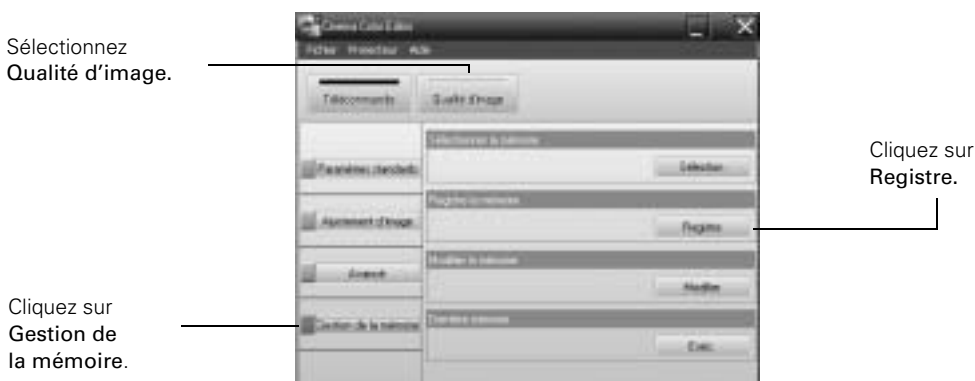 Sélectionnez
Qualité d’image.
Cinema Color Editor
Fichier Projecteur Aide
Télécommande Qualité d'image
Sélectionner la mémoire
Paramètres standards
Sélection
Registre la mémoire
Ajustement d'image
Registre
Modifier la mémoire
Avancé
Modifier
Gestion de la mémoire
mémoire
Exéc.
Cliquez sur
Registre.
Cliquez sur
Gestion de
la mémoire.